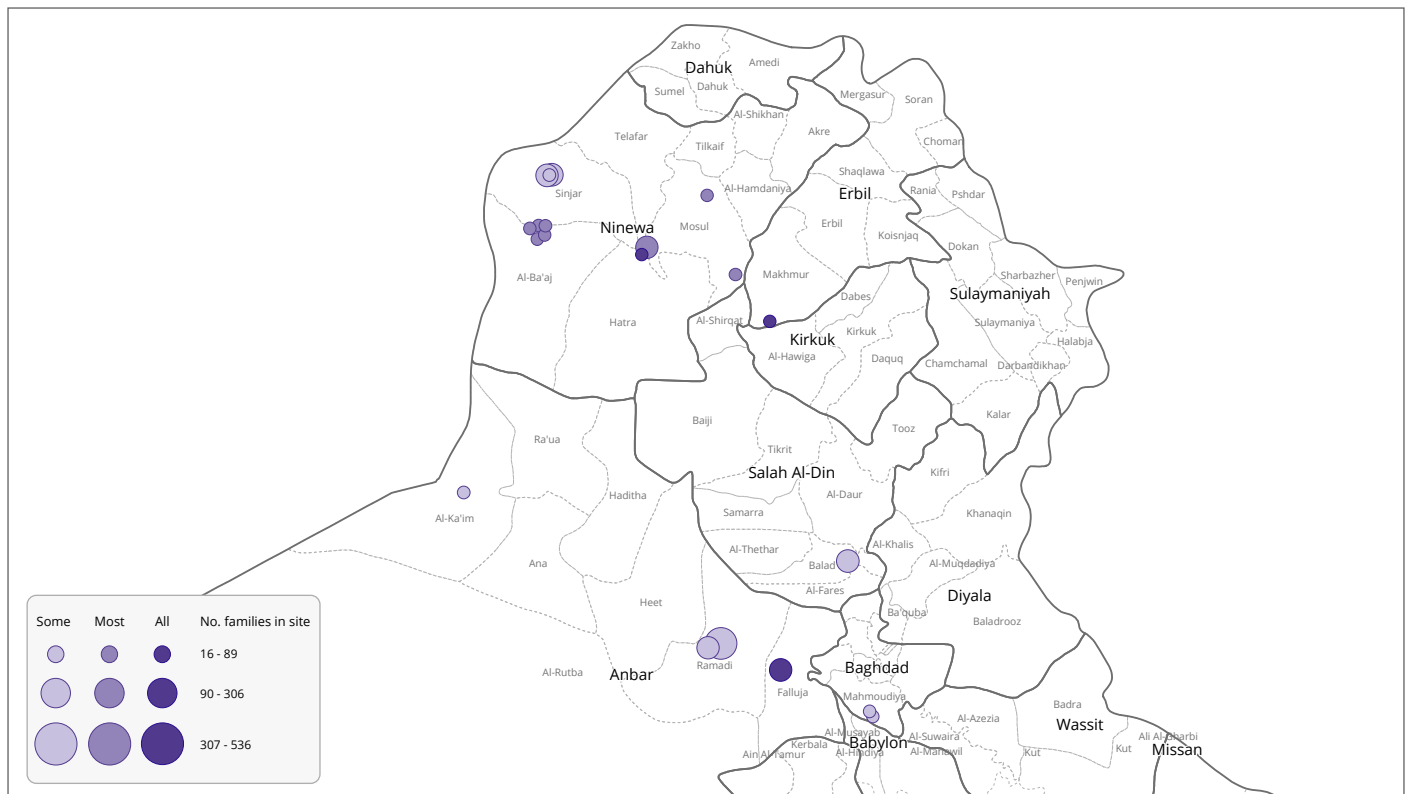 Zakho
Amedi
Dahuk
Dahuk
Sumel
Mergasur
Soran
Al-Shikhan
Akre
Telafar
Tilkaif
Choman
Shaqlawa
Sinjar
Al-Hamdaniya
Erbil
Rania
Pshdar
Ninewa
Mosul
Erbil
Koisnjaq
Dokan
Al-Ba'aj
Makhmur
Sharbazher
Penjwin
Sulaymaniyah
Dabes
Hatra
Al-Shirqat
Kirkuk
Sulaymaniya
Kirkuk
Halabja
Al-Hawiga
Daquq
Chamchamal
Darbandikhan
Kalar
Baiji
Tooz
Ra'ua
Tikrit
Salah Al-Din
Kifri
Haditha
Al-Daur
Al-Ka'im
Samarra
Khanaqin
Al-Thethar
Al-Khalis
Ana
Balad
Al-Muqdadiya
Al-Fares
Diyala
Heet
Ba'quba
Baladrooz
Ramadi
Baghdad
Al-Rutba
Anbar
Falluja
Mahmoudiya
Badra
Al-Azezia
Wassit
Al-Musayab
Al-Suwaira
Ali Al-Gharbi
Kerbala
Babylon
Kut
Missan
Ain Al-Tamur
Al-Hindiya
Al-Manawil
Kut
Some Most All No. families in site
16 - 89
90 - 306
307 - 536